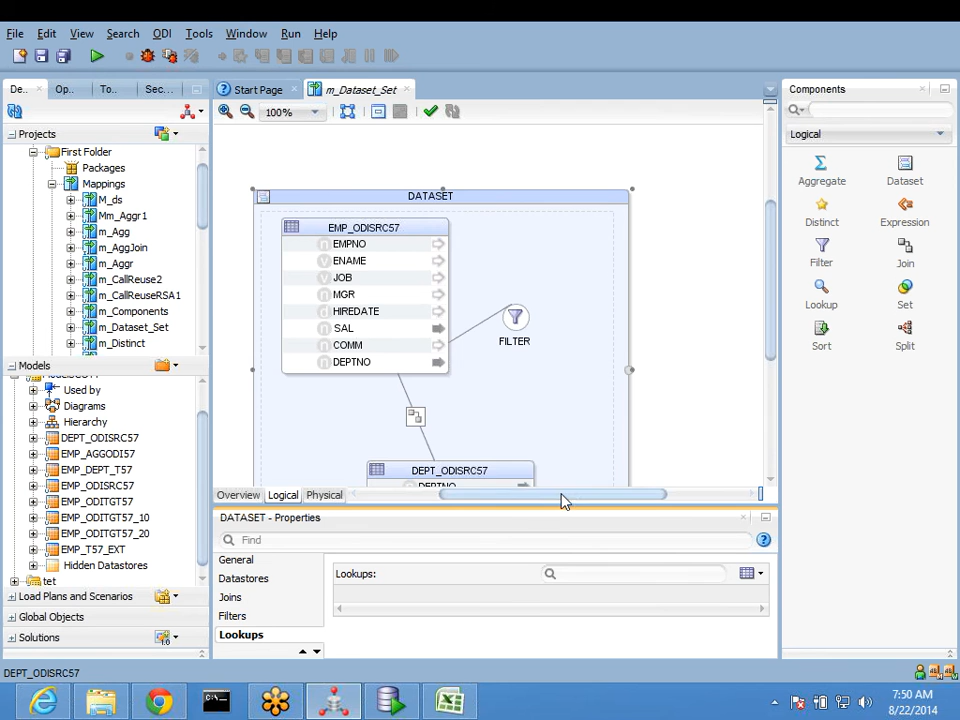 File Edit View Search ODI Tools Window Run Help
De.. Op.. To.. Sec... Start Page m_Dataset_Set Components
100%
Projects
Logical
First Folder
Packages
Mappings
M_ds
Mm_Aggr1
m_Agg
m_AggJoin
m_Aggr
m_CallReuse2
m_CallReuseRSA1
m_Components
m_Dataset_Set
m_Distinct
DATASET
EMP_ODISRC57
EMPNO
ENAME
JOB
MGR
HIREDATE
SAL
COMM
DEPTNO
FILTER
DEPT_ODISRC57
DEPTNO
Aggregate Dataset
Distinct Expression
Filter Join
Lookup Set
Sort Split
Models
Used by
Diagrams
Hierarchy
DEPT_ODISRC57
EMP_AGGODI57
EMP_DEPT_T57
EMP_ODISRC57
EMP_ODITGT57
EMP_ODITGT57_10
EMP_ODITGT57_20
EMP_T57_EXT
Hidden Datastores
tet
Load Plans and Scenarios
Global Objects
Solutions
Overview Logical Physical
DATASET - Properties
Find
General
Datastores
Joins
Filters
Lookups
Lookups:
DEPT_ODISRC57
7:50 AM
8/22/2014